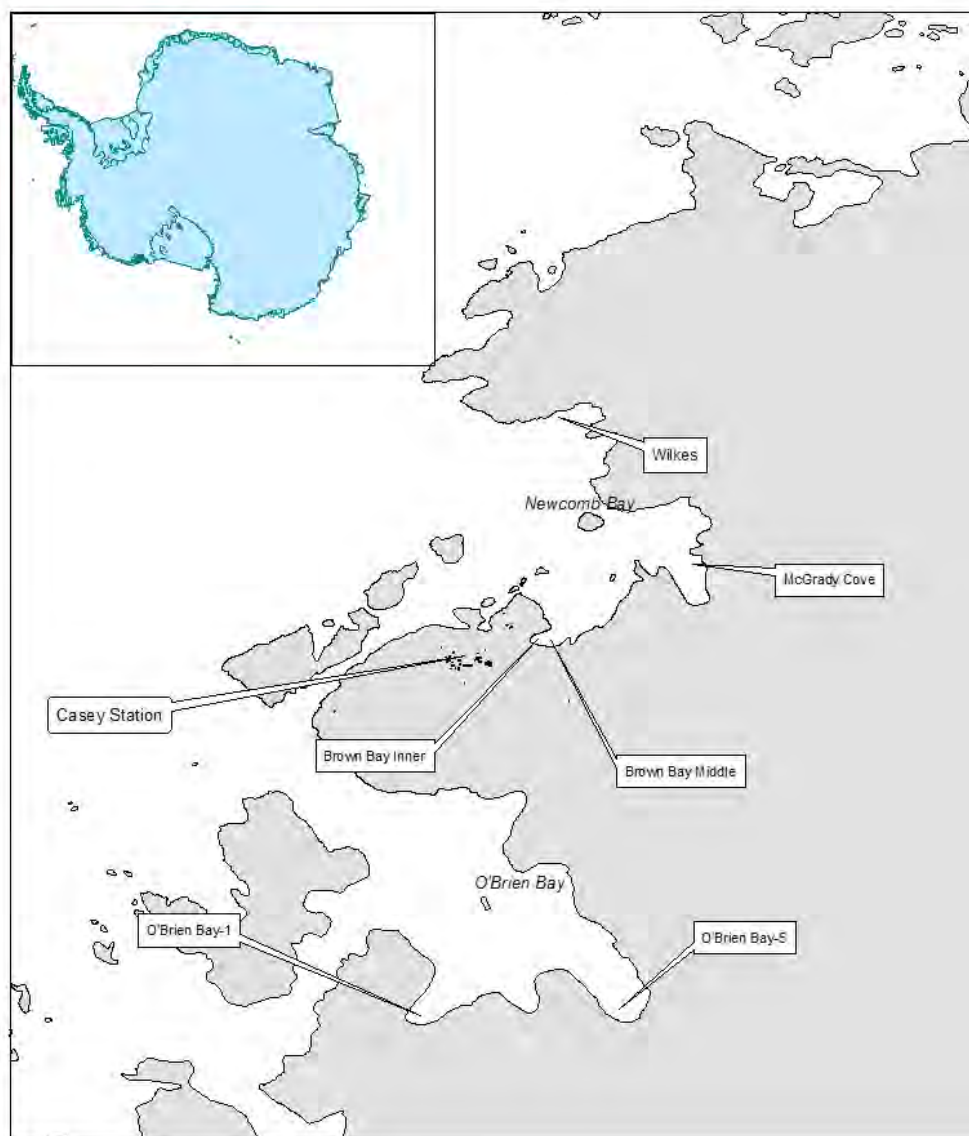 Wilkes
Newcomb Bay
McGrady Cove
Casey Station
Brown Bay Inner
Brown Bay Middle
O'Brien Bay
O'Brien Bay-1
O'Brien Bay-5